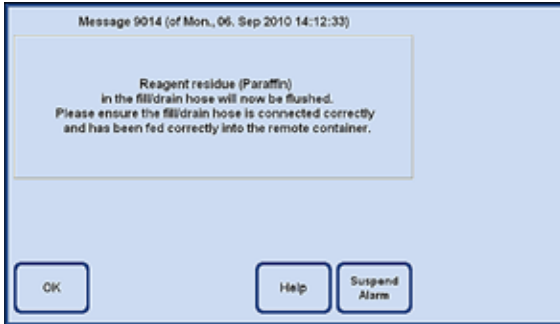 Message 9014 (of Mon., 06. Sep 2010 14:12:33)
Reagent residue (Paraffin)
in the fill/drain hose will now be flushed.
Please ensure the fill/drain hose is connected correctly
and has been fed correctly into the remote container.
OK
Help
Suspend
Alarm